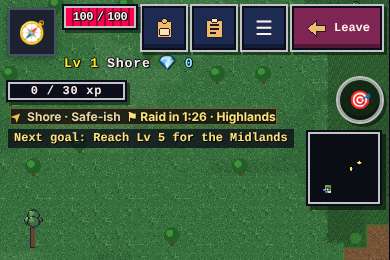 100 / 100
Leave
Lv 1 Shore 💎 0
0 / 30 xp
Shore · Safe-ish ⚑ Raid in 1:26 · Highlands
Next goal: Reach Lv 5 for the Midlands